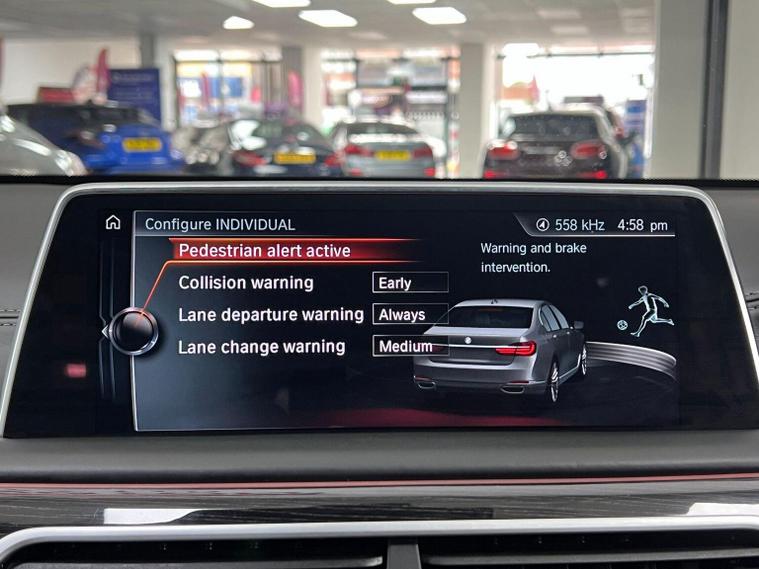 Configure INDIVIDUAL
558 kHz 4:58 pm
Pedestrian alert active
Collision warning Early
Lane departure warning Always
Lane change warning Medium
Warning and brake
intervention.